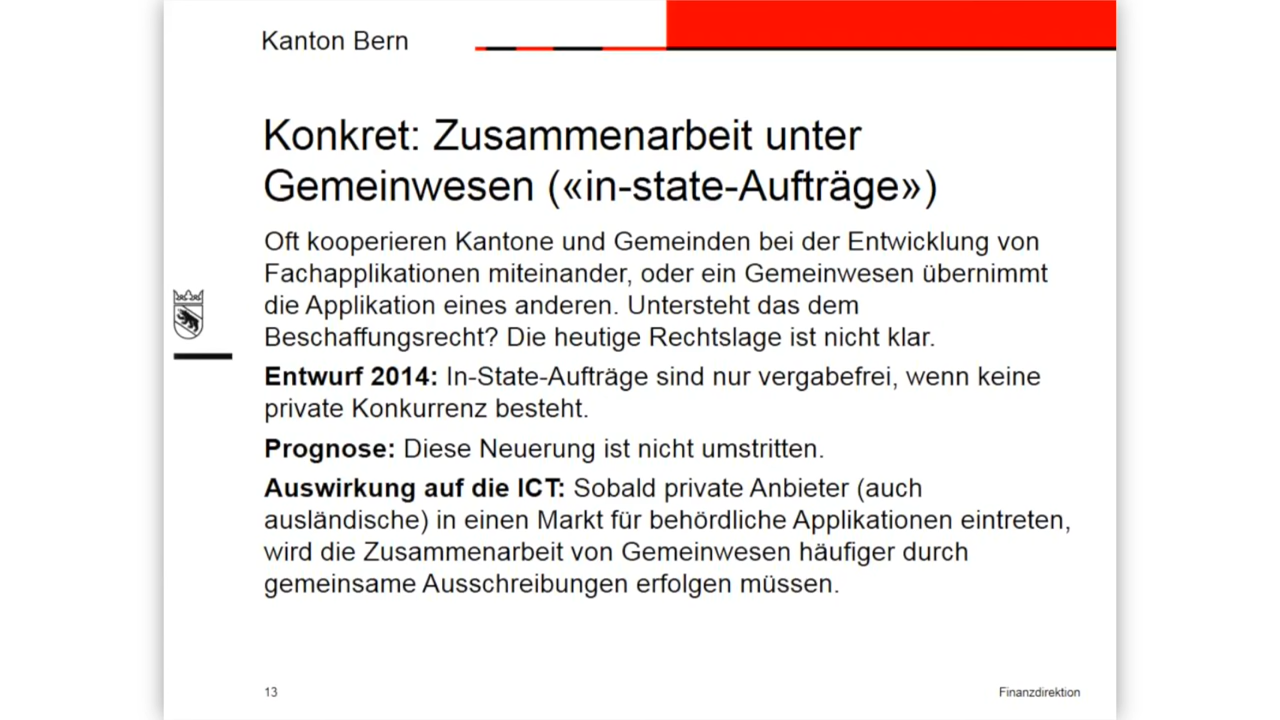 Kanton Bern
Konkret: Zusammenarbeit unter
Gemeinwesen («in-state-Aufträge»)
Oft kooperieren Kantone und Gemeinden bei der Entwicklung von
Fachapplikationen miteinander, oder ein Gemeinwesen übernimmt
die Applikation eines anderen. Untersteht das dem
Beschaffungsrecht? Die heutige Rechtslage ist nicht klar.
Entwurf 2014: In-State-Aufträge sind nur vergabefrei, wenn keine
private Konkurrenz besteht.
Prognose: Diese Neuerung ist nicht umstritten.
Auswirkung auf die ICT: Sobald private Anbieter (auch
ausländische) in einen Markt für behördliche Applikationen eintreten,
wird die Zusammenarbeit von Gemeinwesen häufiger durch
gemeinsame Ausschreibungen erfolgen müssen.
13
Finanzdirektion